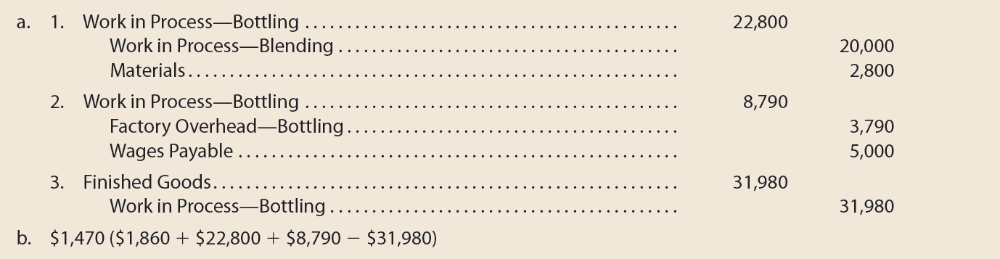 a. 1. Work in Process—Bottling ............................................. 22,800
Work in Process—Blending ......................................... 20,000
Materials........................................................... 2,800
2. Work in Process—Bottling ............................................. 8,790
Factory Overhead—Bottling........................................ 3,790
Wages Payable ..................................................... 5,000
3. Finished Goods........................................................ 31,980
Work in Process—Bottling .......................................... 31,980
b. $1,470 ($1,860 + $22,800 + $8,790 − $31,980)